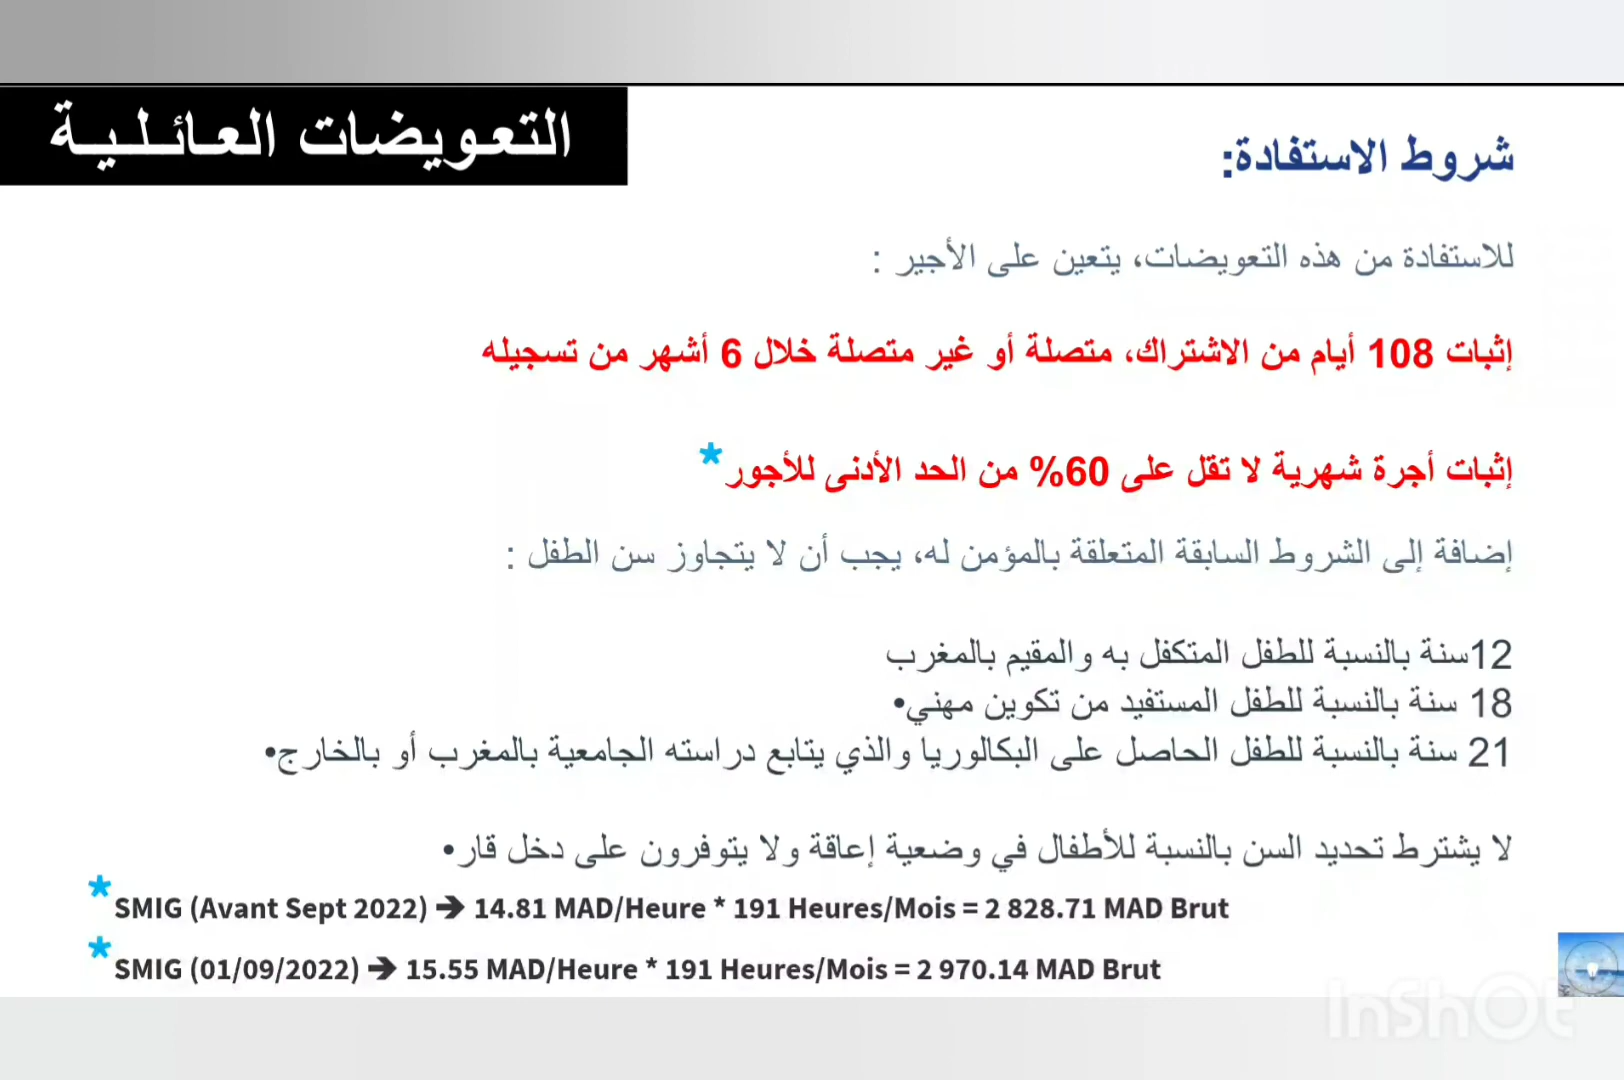 التعويضات العائلية
شروط الاستفادة:
للاستفادة من هذه التعويضات، يتعين على الأجير :
إثبات 108 أيام من الاشتراك، متصلة أو غير متصلة خلال 6 أشهر من تسجيله
إثبات أجرة شهرية لا تقل على 60% من الحد الأدنى للأجور*
إضافة إلى الشروط السابقة المتعلقة بالمؤمن له، يجب أن لا يتجاوز سن الطفل :
12سنة بالنسبة للطفل المتكفل به والمقيم بالمغرب
18 سنة بالنسبة للطفل المستفيد من تكوين مهني•
21 سنة بالنسبة للطفل الحاصل على البكالوريا والذي يتابع دراسته الجامعية بالمغرب أو بالخارج•
لا يشترط تحديد السن بالنسبة للأطفال في وضعية إعاقة ولا يتوفرون على دخل قار•
* SMIG (Avant Sept 2022) ➔ 14.81 MAD/Heure * 191 Heures/Mois = 2 828.71 MAD Brut
* SMIG (01/09/2022) ➔ 15.55 MAD/Heure * 191 Heures/Mois = 2 970.14 MAD Brut
InShOt